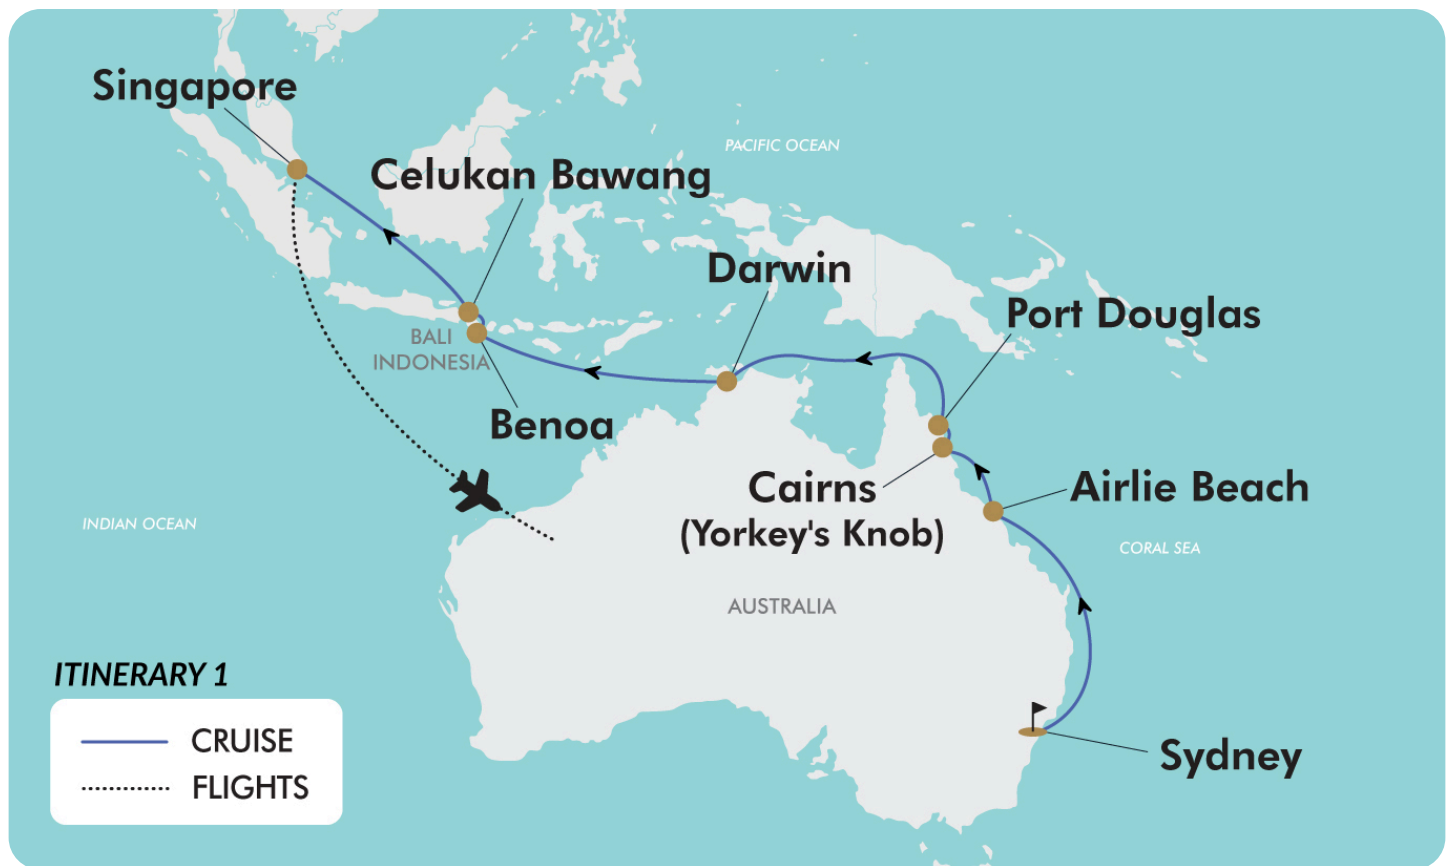 Singapore
PACIFIC OCEAN
Celukan Bawang
Darwin
Port Douglas
BALI
INDONESIA
Benoa
Cairns
(Yorkey's Knob)
Airlie Beach
INDIAN OCEAN
CORAL SEA
AUSTRALIA
Sydney
ITINERARY 1
CRUISE
FLIGHTS